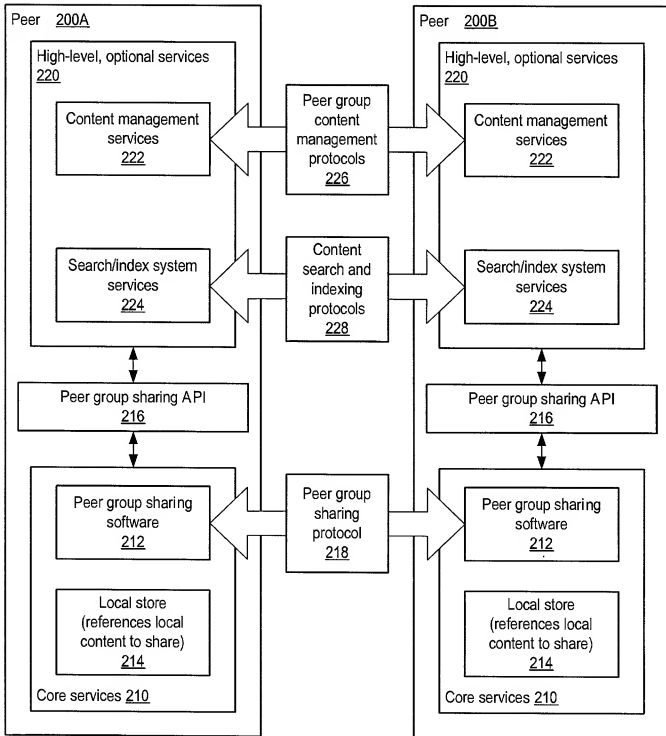 Peer 200A
High-level, optional services
220
Content management
services
222
Search/index system
services
224
Peer group sharing API
216
Peer group sharing
software
212
Local store
(references local
content to share)
214
Core services 210
Peer group
content
management
protocols
226
Content
search and
indexing
protocols
228
Peer group
sharing
protocol
218
Peer 200B
High-level, optional services
220
Content management
services
222
Search/index system
services
224
Peer group sharing API
216
Peer group sharing
software
212
Local store
(references local
content to share)
214
Core services 210